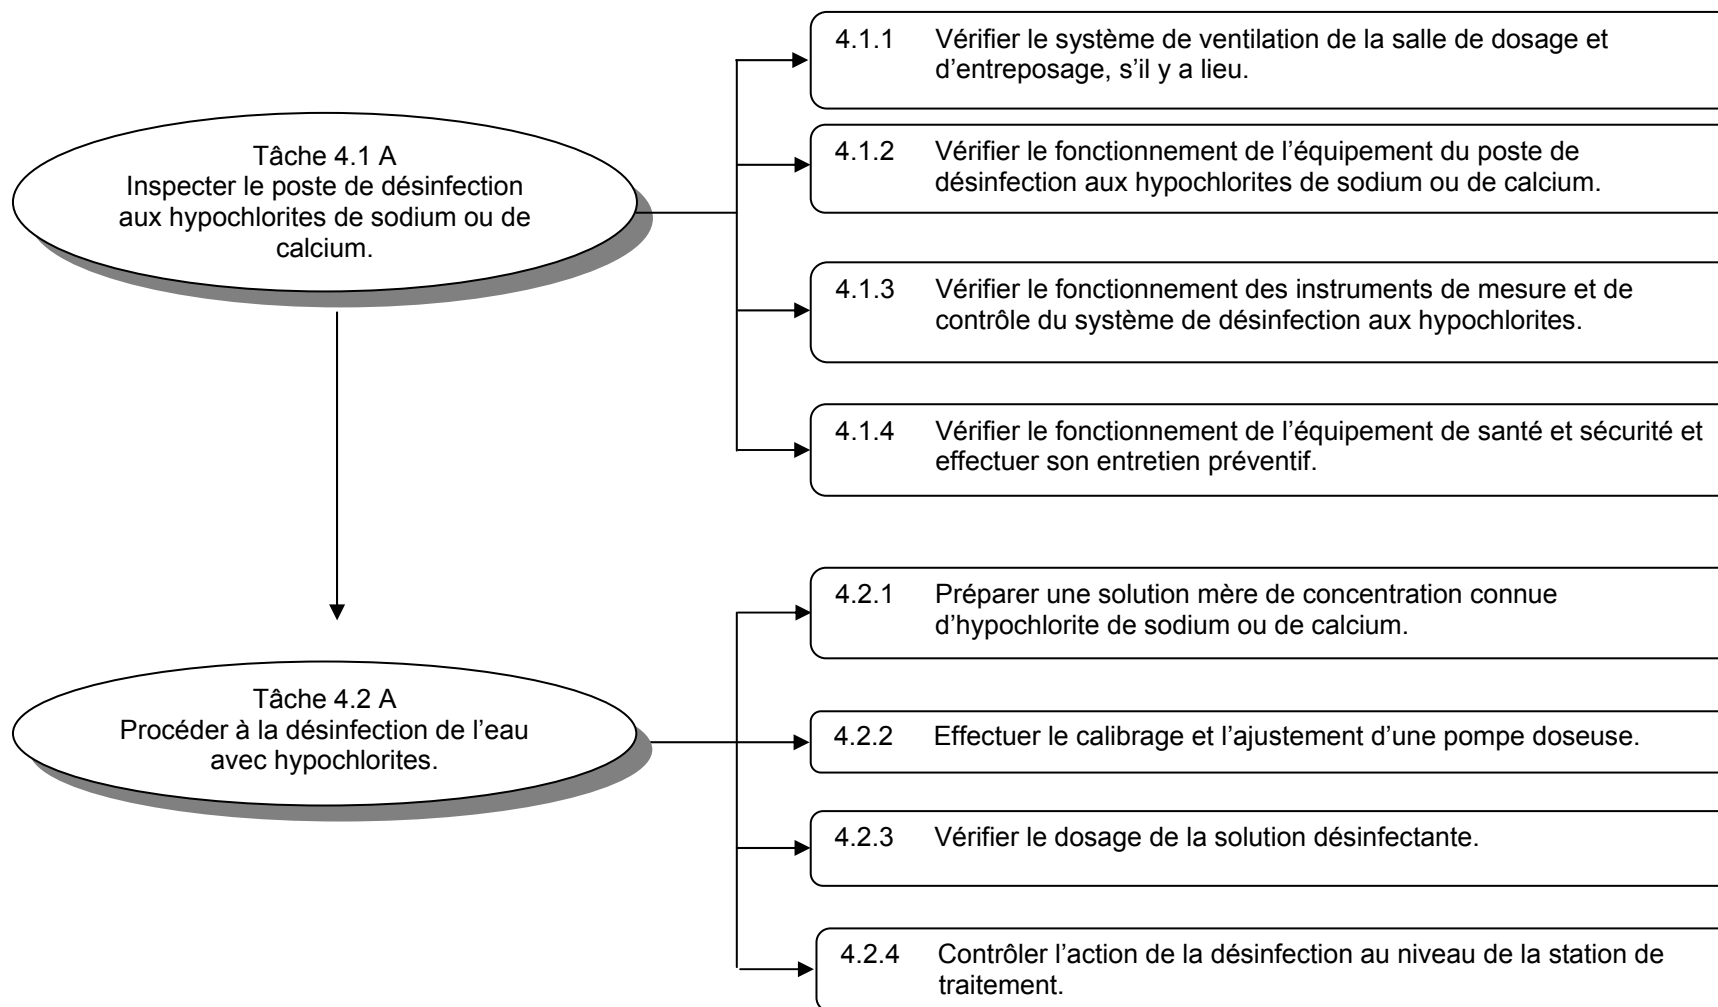 Tâche 4.1 A
Inspecter le poste de désinfection
aux hypochlorites de sodium ou de
calcium.
4.1.1 Vérifier le système de ventilation de la salle de dosage et
d’entreposage, s’il y a lieu.
4.1.2 Vérifier le fonctionnement de l’équipement du poste de
désinfection aux hypochlorites de sodium ou de calcium.
4.1.3 Vérifier le fonctionnement des instruments de mesure et de
contrôle du système de désinfection aux hypochlorites.
4.1.4 Vérifier le fonctionnement de l’équipement de santé et sécurité et
effectuer son entretien préventif.
Tâche 4.2 A
Procéder à la désinfection de l’eau
avec hypochlorites.
4.2.1 Préparer une solution mère de concentration connue
d’hypochlorite de sodium ou de calcium.
4.2.2 Effectuer le calibrage et l’ajustement d’une pompe doseuse.
4.2.3 Vérifier le dosage de la solution désinfectante.
4.2.4 Contrôler l’action de la désinfection au niveau de la station de
traitement.